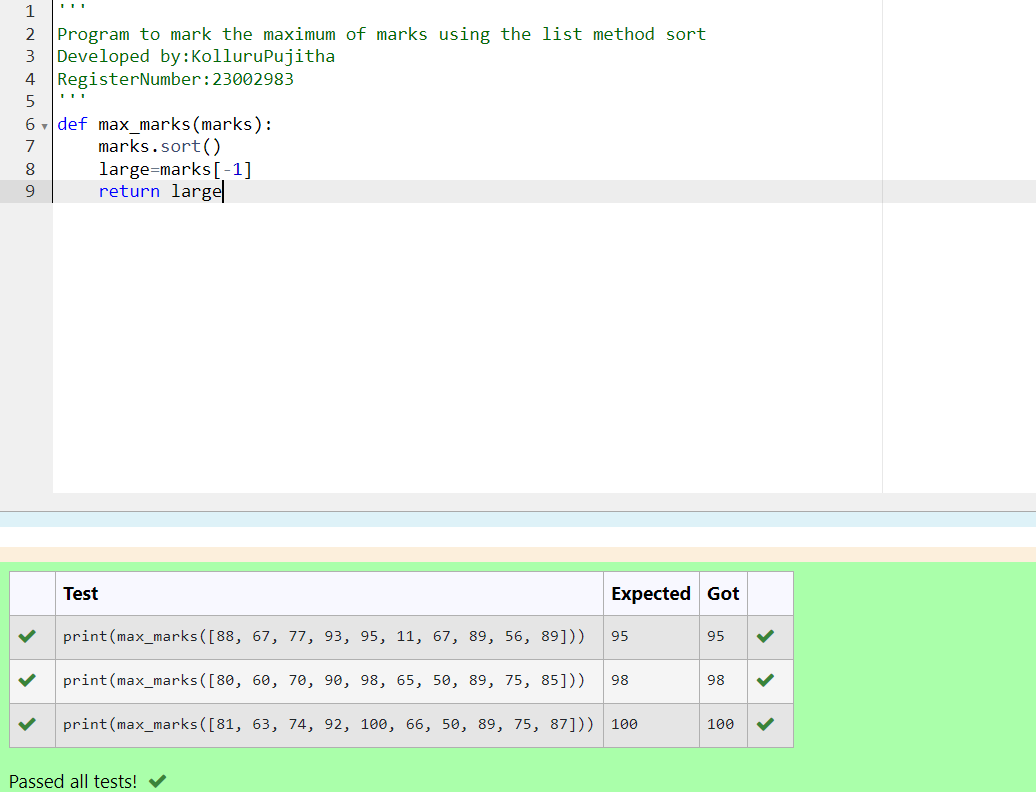 1 '''
2 Program to mark the maximum of marks using the list method sort
3 Developed by:KolluruPujitha
4 RegisterNumber:23002983
5 '''
6 def max_marks(marks):
7     marks.sort()
8     large=marks[-1]
9     return large
Test Expected Got
print(max_marks([88, 67, 77, 93, 95, 11, 67, 89, 56, 89])) 95 95
print(max_marks([80, 60, 70, 90, 98, 65, 50, 89, 75, 85])) 98 98
print(max_marks([81, 63, 74, 92, 100, 66, 50, 89, 75, 87])) 100 100
Passed all tests!